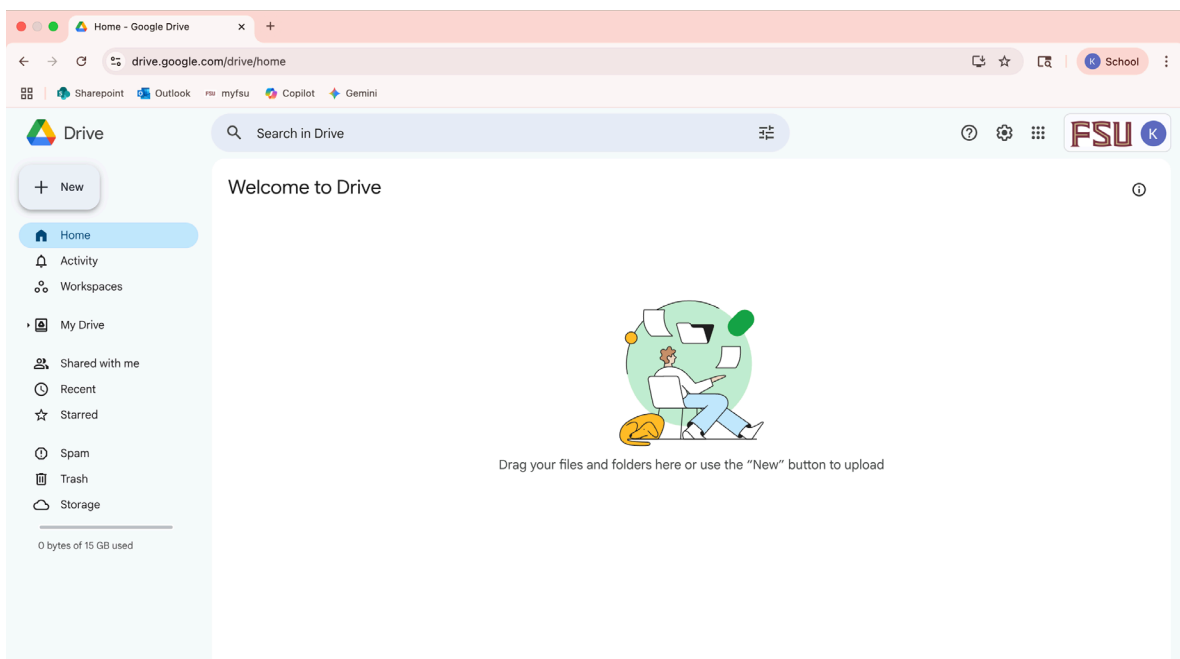 Home - Google Drive
drive.google.com/drive/home
School
Sharepoint Outlook FSU myfsu Copilot Gemini
Drive
Search in Drive
FSU K
New
Welcome to Drive
Home
Activity
Workspaces
My Drive
Shared with me
Recent
Starred
Drag your files and folders here or use the "New" button to upload
Spam
Trash
Storage
0 bytes of 15 GB used